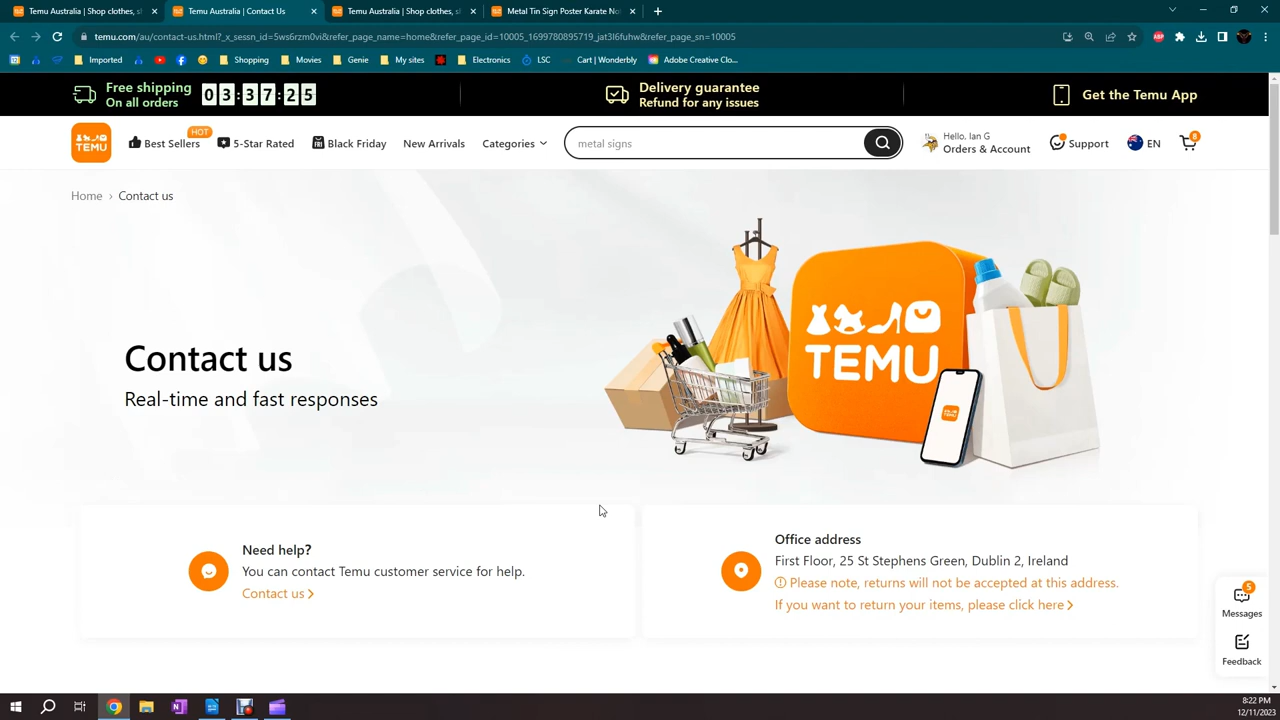 Temu Australia | Shop clothes, s
Temu Australia | Contact Us
Temu Australia | Shop clothes, s
Metal Tin Sign Poster Karate No
temu.com/au/contact-us.html?_x_sessn_id=5ws6rzm0vi&refer_page_name=home&refer_page_id=10005_1699780895719_jat3l6fuhw&refer_page_sn=10005
Imported
Shopping
Movies
Genie
My sites
Electronics
LSC
Cart | Wonderbly
Adobe Creative Clo...
Free shipping
On all orders
03:37:25
Delivery guarantee
Refund for any issues
Get the Temu App
TEMU
Best Sellers
HOT
5-Star Rated
Black Friday
New Arrivals
Categories
metal signs
Hello, Ian G
Orders & Account
Support
EN
8
Home › Contact us
TEMU
Contact us
Real-time and fast responses
Need help?
You can contact Temu customer service for help.
Contact us
Office address
First Floor, 25 St Stephens Green, Dublin 2, Ireland
Please note, returns will not be accepted at this address.
If you want to return your items, please click here
5
Messages
Feedback
8:22 PM
12/11/2023